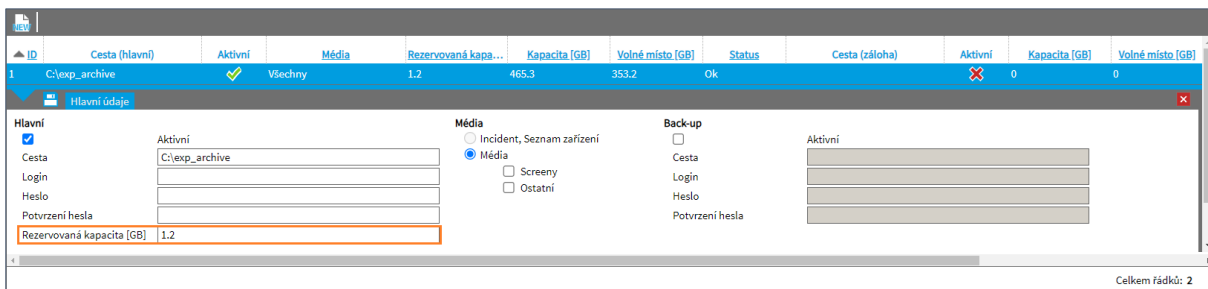 NEW
ID Cesta (hlavní) Aktivní Média Rezervovaná kapa... Kapacita [GB] Volné místo [GB] Status Cesta (záloha) Aktivní Kapacita [GB] Volné místo [GB]
1 C:\exp_archive Všechny 1.2 465.3 353.2 Ok 0 0
Hlavní údaje
Hlavní Média Back-up
Aktivní Incident, Seznam zařízení Aktivní
Cesta C:\exp_archive Média Cesta
Login Screeny Login
Heslo Ostatní Heslo
Potvrzení hesla Potvrzení hesla
Rezervovaná kapacita [GB] 1.2
Celkem řádků: 2